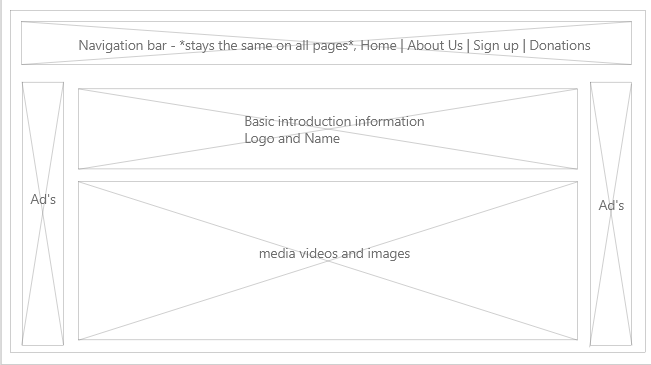 Navigation bar - *stays the same on all pages*, Home | About Us | Sign up | Donations
Basic introduction information
Logo and Name
Ad's
Ad's
media videos and images